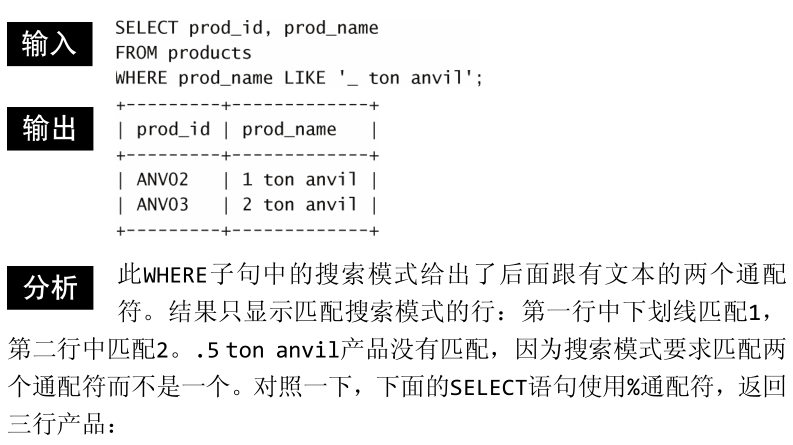 输入
SELECT prod_id, prod_name
FROM products
WHERE prod_name LIKE '_ ton anvil';
输出
+---------+-------------+
| prod_id | prod_name   |
+---------+-------------+
| ANV02   | 1 ton anvil |
| ANV03   | 2 ton anvil |
+---------+-------------+
分析
此WHERE子句中的搜索模式给出了后面跟有文本的两个通配
符。结果只显示匹配搜索模式的行：第一行中下划线匹配1，
第二行中匹配2。.5 ton anvil产品没有匹配，因为搜索模式要求匹配两
个通配符而不是一个。对照一下，下面的SELECT语句使用%通配符，返回
三行产品：